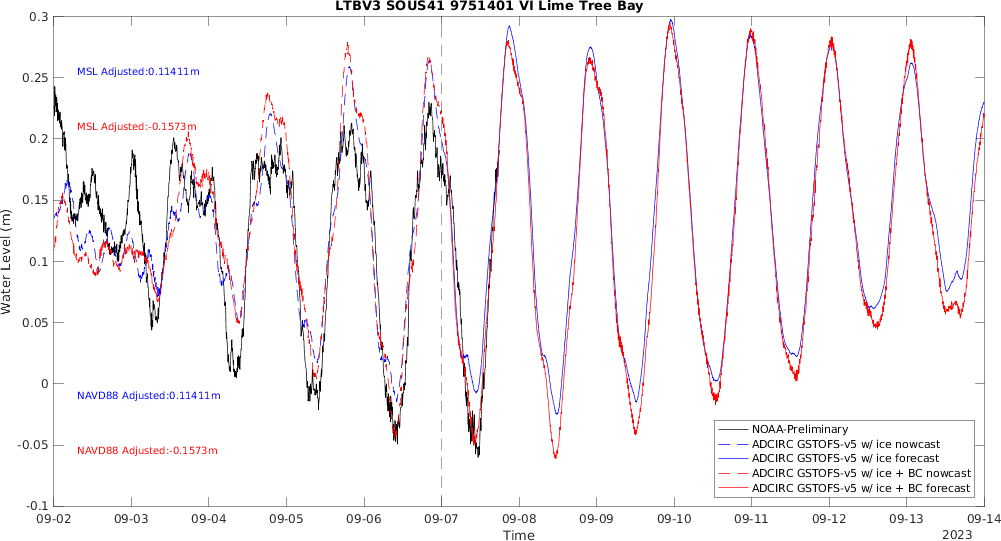 LTBV3 SOUS41 9751401 VI Lime Tree Bay
0.3
0.25
0.2
0.15
0.1
0.05
0
-0.05
-0.1
Water Level (m)
MSL Adjusted:0.11411m
MSL Adjusted:-0.1573m
NAVD88 Adjusted:0.11411m
NAVD88 Adjusted:-0.1573m
NOAA-Preliminary
ADCIRC GSTOFS-v5 w/ ice nowcast
ADCIRC GSTOFS-v5 w/ ice forecast
ADCIRC GSTOFS-v5 w/ ice + BC nowcast
ADCIRC GSTOFS-v5 w/ ice + BC forecast
09-02 09-03 09-04 09-05 09-06 09-07 09-08 09-09 09-10 09-11 09-12 09-13 09-14
Time
2023